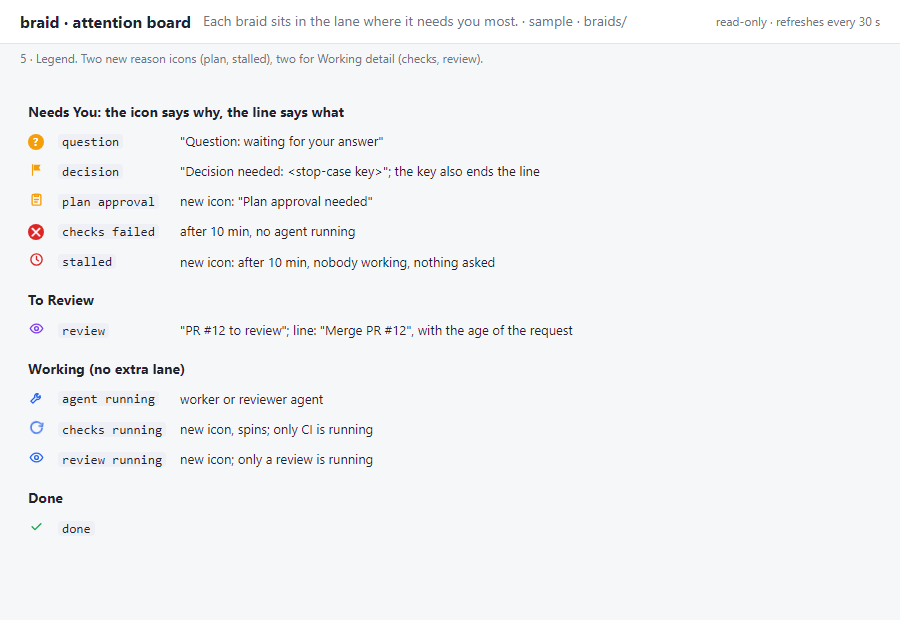 braid · attention board Each braid sits in the lane where it needs you most. · sample · braids/ read-only · refreshes every 30 s
5 · Legend. Two new reason icons (plan, stalled), two for Working detail (checks, review).
Needs You: the icon says why, the line says what
? question "Question: waiting for your answer"
decision "Decision needed: <stop-case key>"; the key also ends the line
plan approval new icon: "Plan approval needed"
checks failed after 10 min, no agent running
stalled new icon: after 10 min, nobody working, nothing asked
To Review
review "PR #12 to review"; line: "Merge PR #12", with the age of the request
Working (no extra lane)
agent running worker or reviewer agent
checks running new icon, spins; only CI is running
review running new icon; only a review is running
Done
done